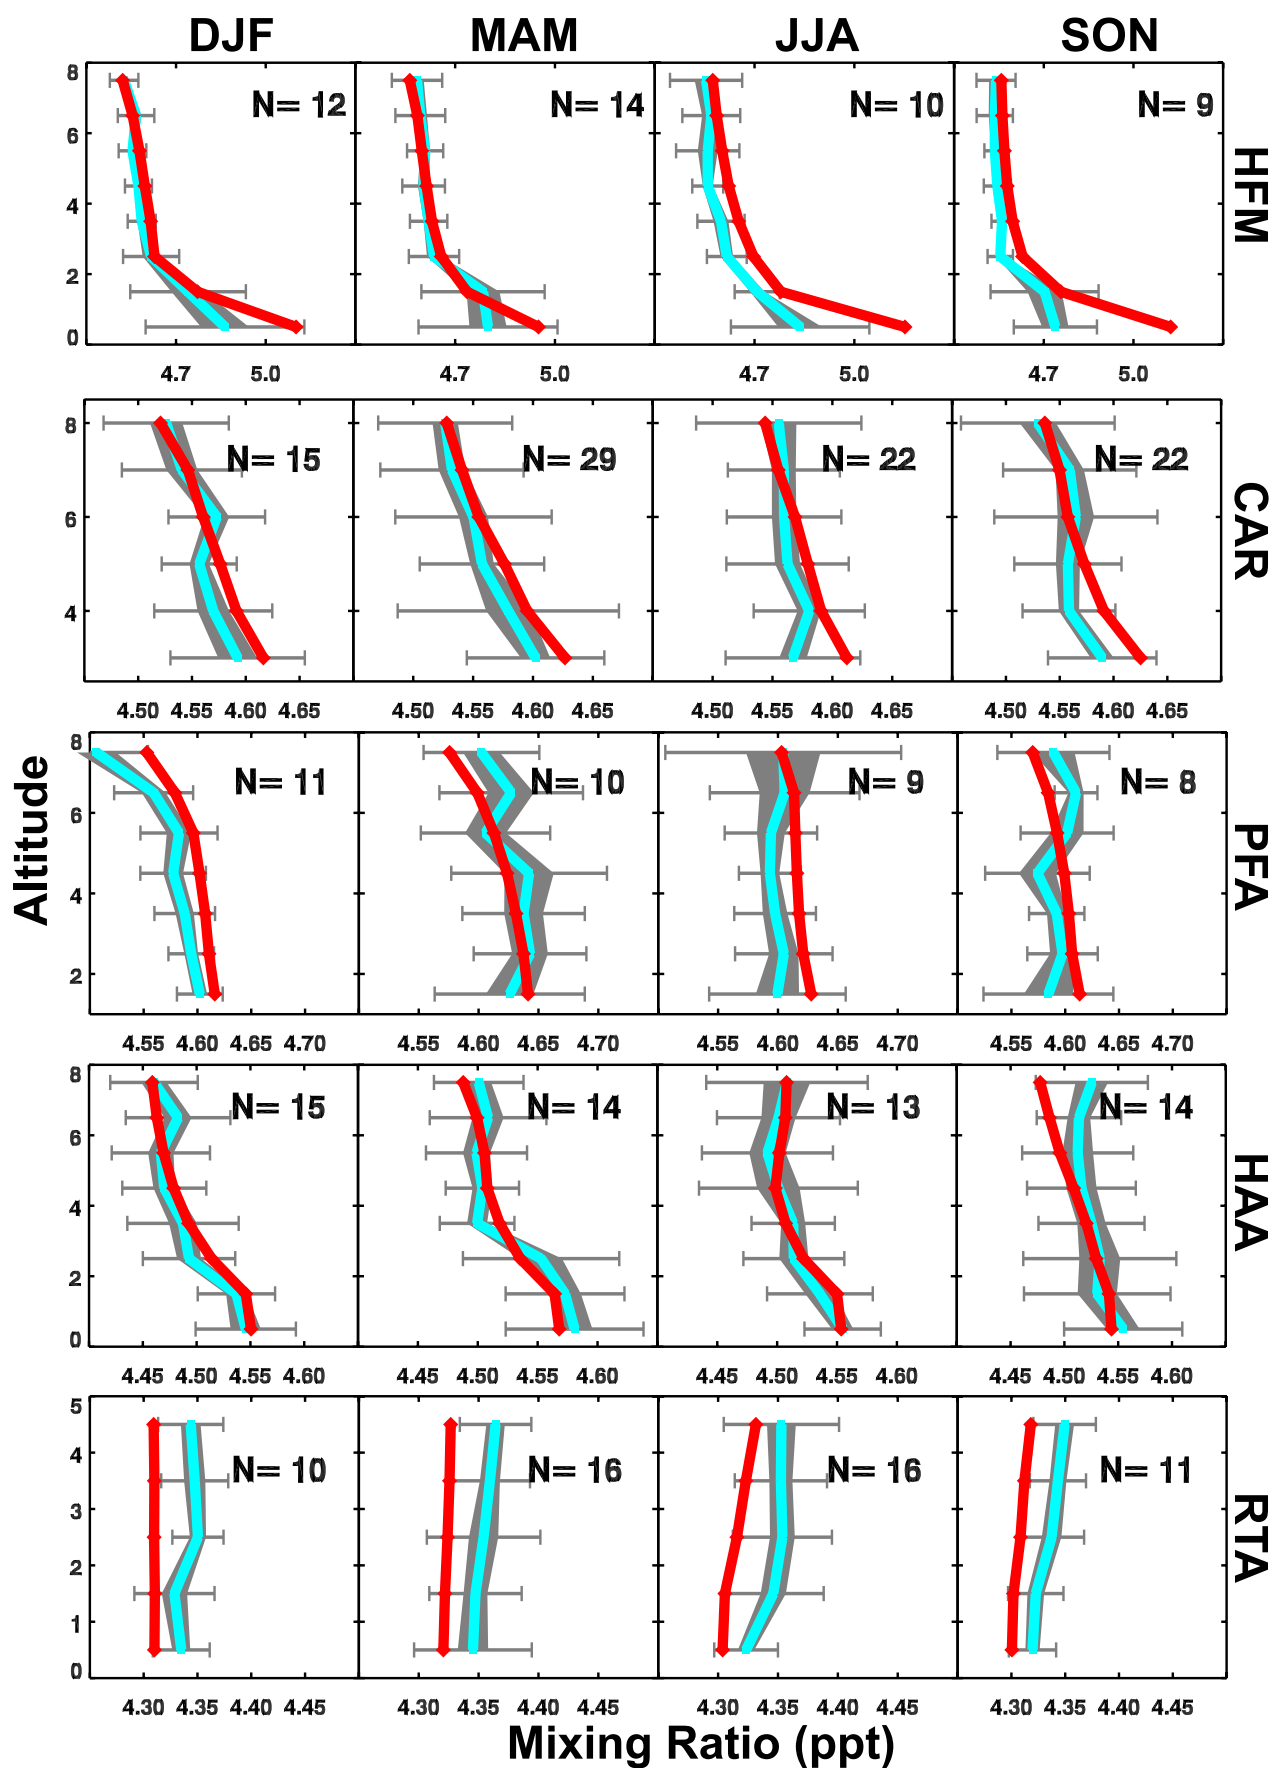 DJF MAM JJA SON
8 6 4 2 0
N= 12 N= 14 N= 10 N= 9
HFM
4.7 5.0 4.7 5.0 4.7 5.0 4.7 5.0
8 6 4
N= 15 N= 29 N= 22 N= 22
CAR
4.50 4.55 4.60 4.65 4.50 4.55 4.60 4.65 4.50 4.55 4.60 4.65 4.50 4.55 4.60 4.65
Altitude
8 6 4 2
N= 11 N= 10 N= 9 N= 8
PFA
4.55 4.60 4.65 4.70 4.55 4.60 4.65 4.70 4.55 4.60 4.65 4.70 4.55 4.60 4.65 4.70
8 6 4 2 0
N= 15 N= 14 N= 13 N= 14
HAA
4.45 4.50 4.55 4.60 4.45 4.50 4.55 4.60 4.45 4.50 4.55 4.60 4.45 4.50 4.55 4.60
5 4 3 2 1 0
N= 10 N= 16 N= 16 N= 11
RTA
4.30 4.35 4.40 4.45 4.30 4.35 4.40 4.45 4.30 4.35 4.40 4.45 4.30 4.35 4.40 4.45
Mixing Ratio (ppt)